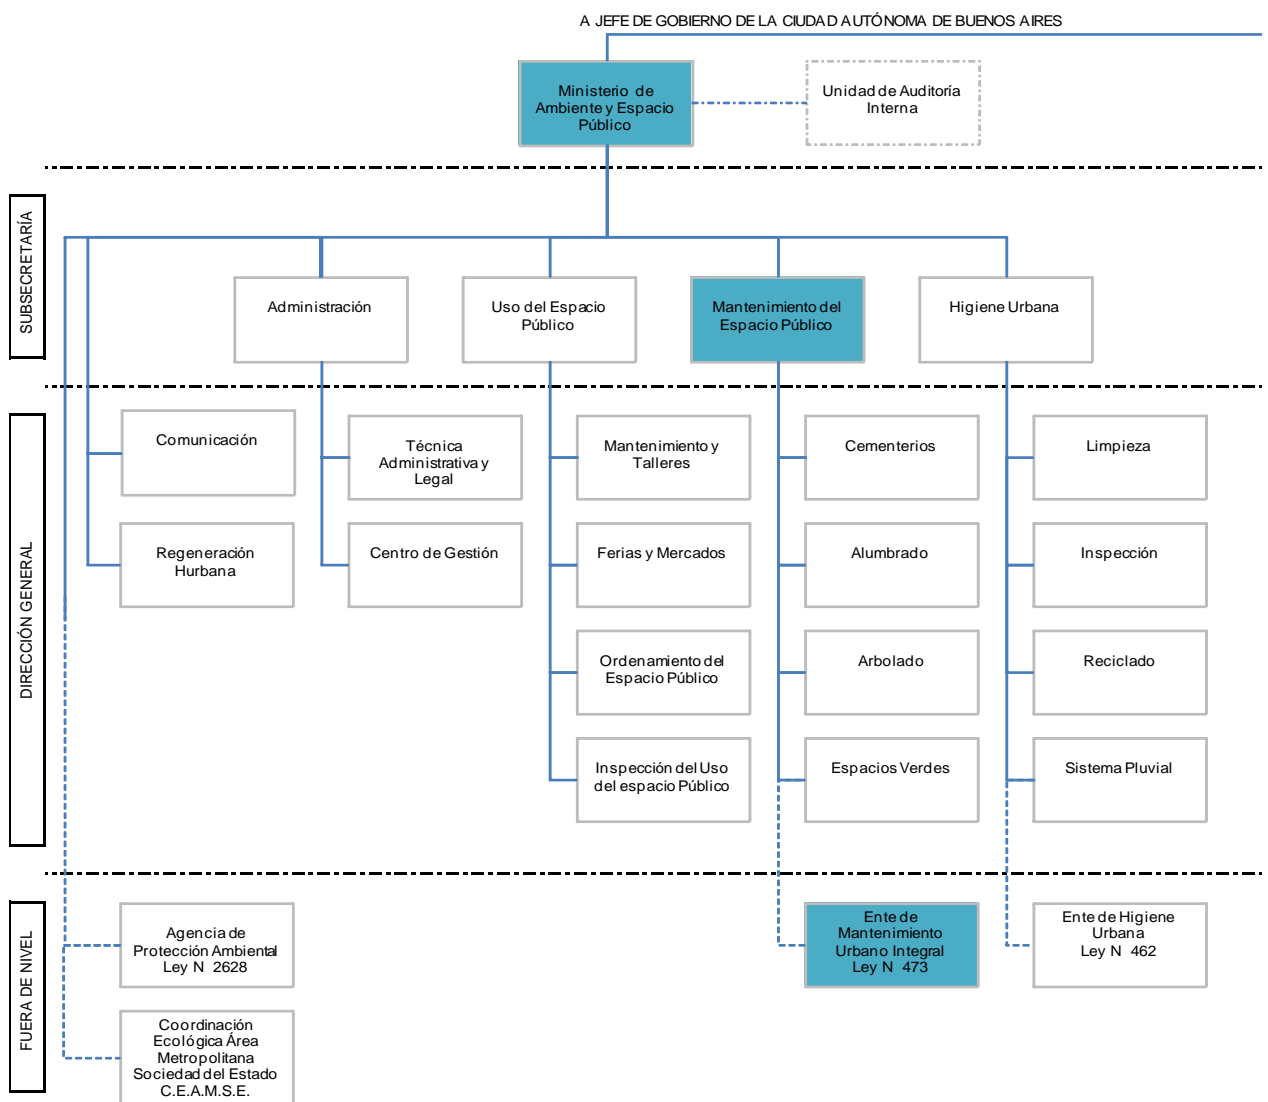 A JEFE DE GOBIERNO DE LA CIUDAD AUTÓNOMA DE BUENOS AIRES
Ministerio de
Ambiente y Espacio
Público
Unidad de Auditoría
Interna
SUBSECRETARÍA
Administración
Uso del Espacio
Público
Mantenimiento del
Espacio Público
Higiene Urbana
DIRECCIÓN GENERAL
Comunicación
Técnica
Administrativa y
Legal
Mantenimiento y
Talleres
Cementerios
Limpieza
Regeneración
Hurbana
Centro de Gestión
Ferias y Mercados
Alumbrado
Inspección
Ordenamiento del
Espacio Público
Arbolado
Reciclado
Inspección del Uso
del espacio Público
Espacios Verdes
Sistema Pluvial
FUERA DE NIVEL
Agencia de
Protección Ambiental
Ley N 2628
Ente de
Mantenimiento
Urbano Integral
Ley N 473
Ente de Higiene
Urbana
Ley N 462
Coordinación
Ecológica Área
Metropolitana
Sociedad del Estado
C.E.A.M.S.E.